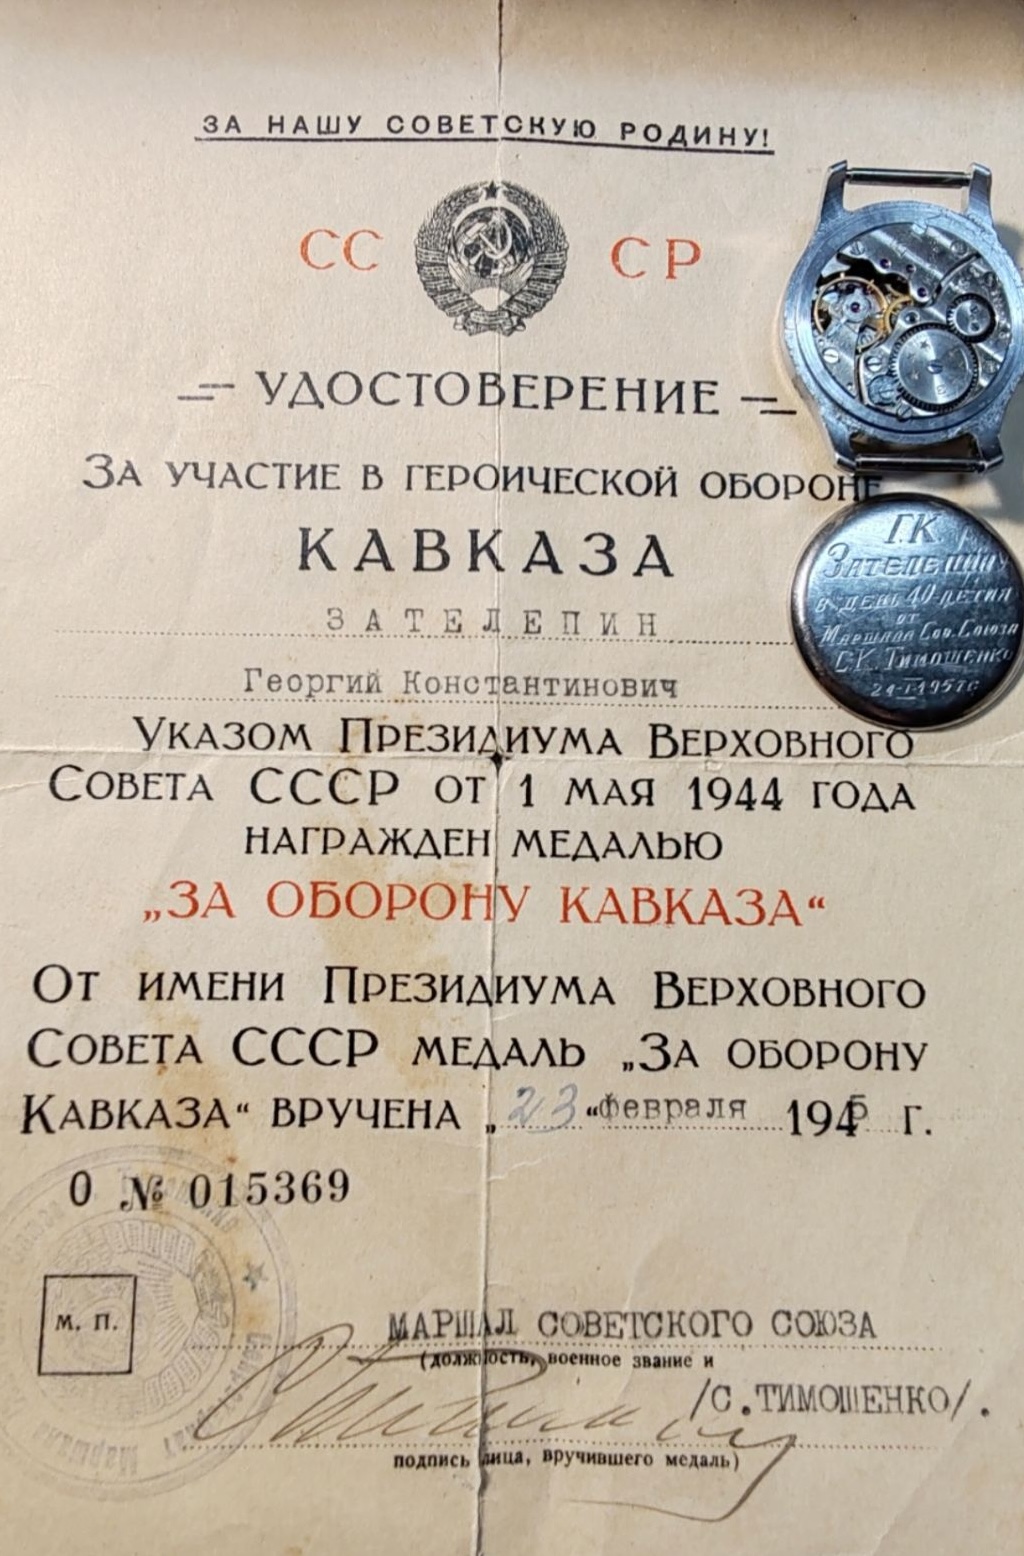 ЗА НАШУ СОВЕТСКУЮ РОДИНУ!
СС СР
УДОСТОВЕРЕНИЕ
ЗА УЧАСТИЕ В ГЕРОИЧЕСКОЙ ОБОРОНЕ
КАВКАЗА
ЗАТЕЛЕПИН
Георгий Константинович
УКАЗОМ ПРЕЗИДИУМА ВЕРХОВНОГО
СОВЕТА СССР ОТ 1 МАЯ 1944 ГОДА
НАГРАЖДЕН МЕДАЛЬЮ
„ЗА ОБОРОНУ КАВКАЗА“
ОТ ИМЕНИ ПРЕЗИДИУМА ВЕРХОВНОГО
СОВЕТА СССР МЕДАЛЬ „ЗА ОБОРОНУ
КАВКАЗА“ ВРУЧЕНА „23“ февраля 1945 г.
О № 015369
М. П.
МАРШАЛ СОВЕТСКОГО СОЮЗА
(должность, военное звание и
/С.ТИМОШЕНКО/.
подпись лица, вручившего медаль)
Г.К
ЗАТЕЛЕПИНУ
В ДЕНЬ 40-ЛЕТИЯ
ОТ
МАРШАЛА СОВ. СОЮЗА
С.К. ТИМОШЕНКО
1957г